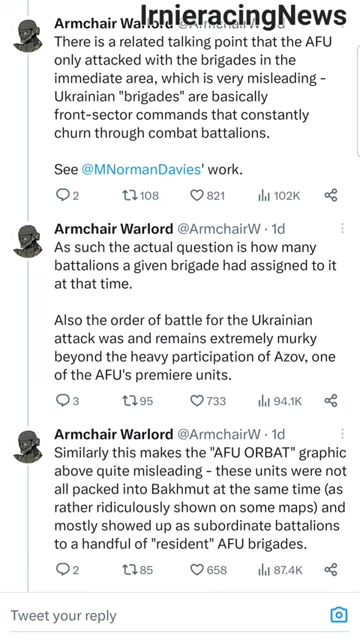 IrnieracingNews
Armchair Warlord @ArmchairW · 1d
There is a related talking point that the AFU
only attacked with the brigades in the
immediate area, which is very misleading -
Ukrainian "brigades" are basically
front-sector commands that constantly
churn through combat battalions.
See @MNormanDavies' work.
2 108 821 102K
Armchair Warlord @ArmchairW · 1d
As such the actual question is how many
battalions a given brigade had assigned to it
at that time.
Also the order of battle for the Ukrainian
attack was and remains extremely murky
beyond the heavy participation of Azov, one
of the AFU's premiere units.
3 95 733 94.1K
Armchair Warlord @ArmchairW · 1d
Similarly this makes the "AFU ORBAT" graphic
above quite misleading - these units were not
all packed into Bakhmut at the same time (as
rather ridiculously shown on some maps) and
mostly showed up as subordinate battalions
to a handful of "resident" AFU brigades.
2 85 658 87.4K
Tweet your reply